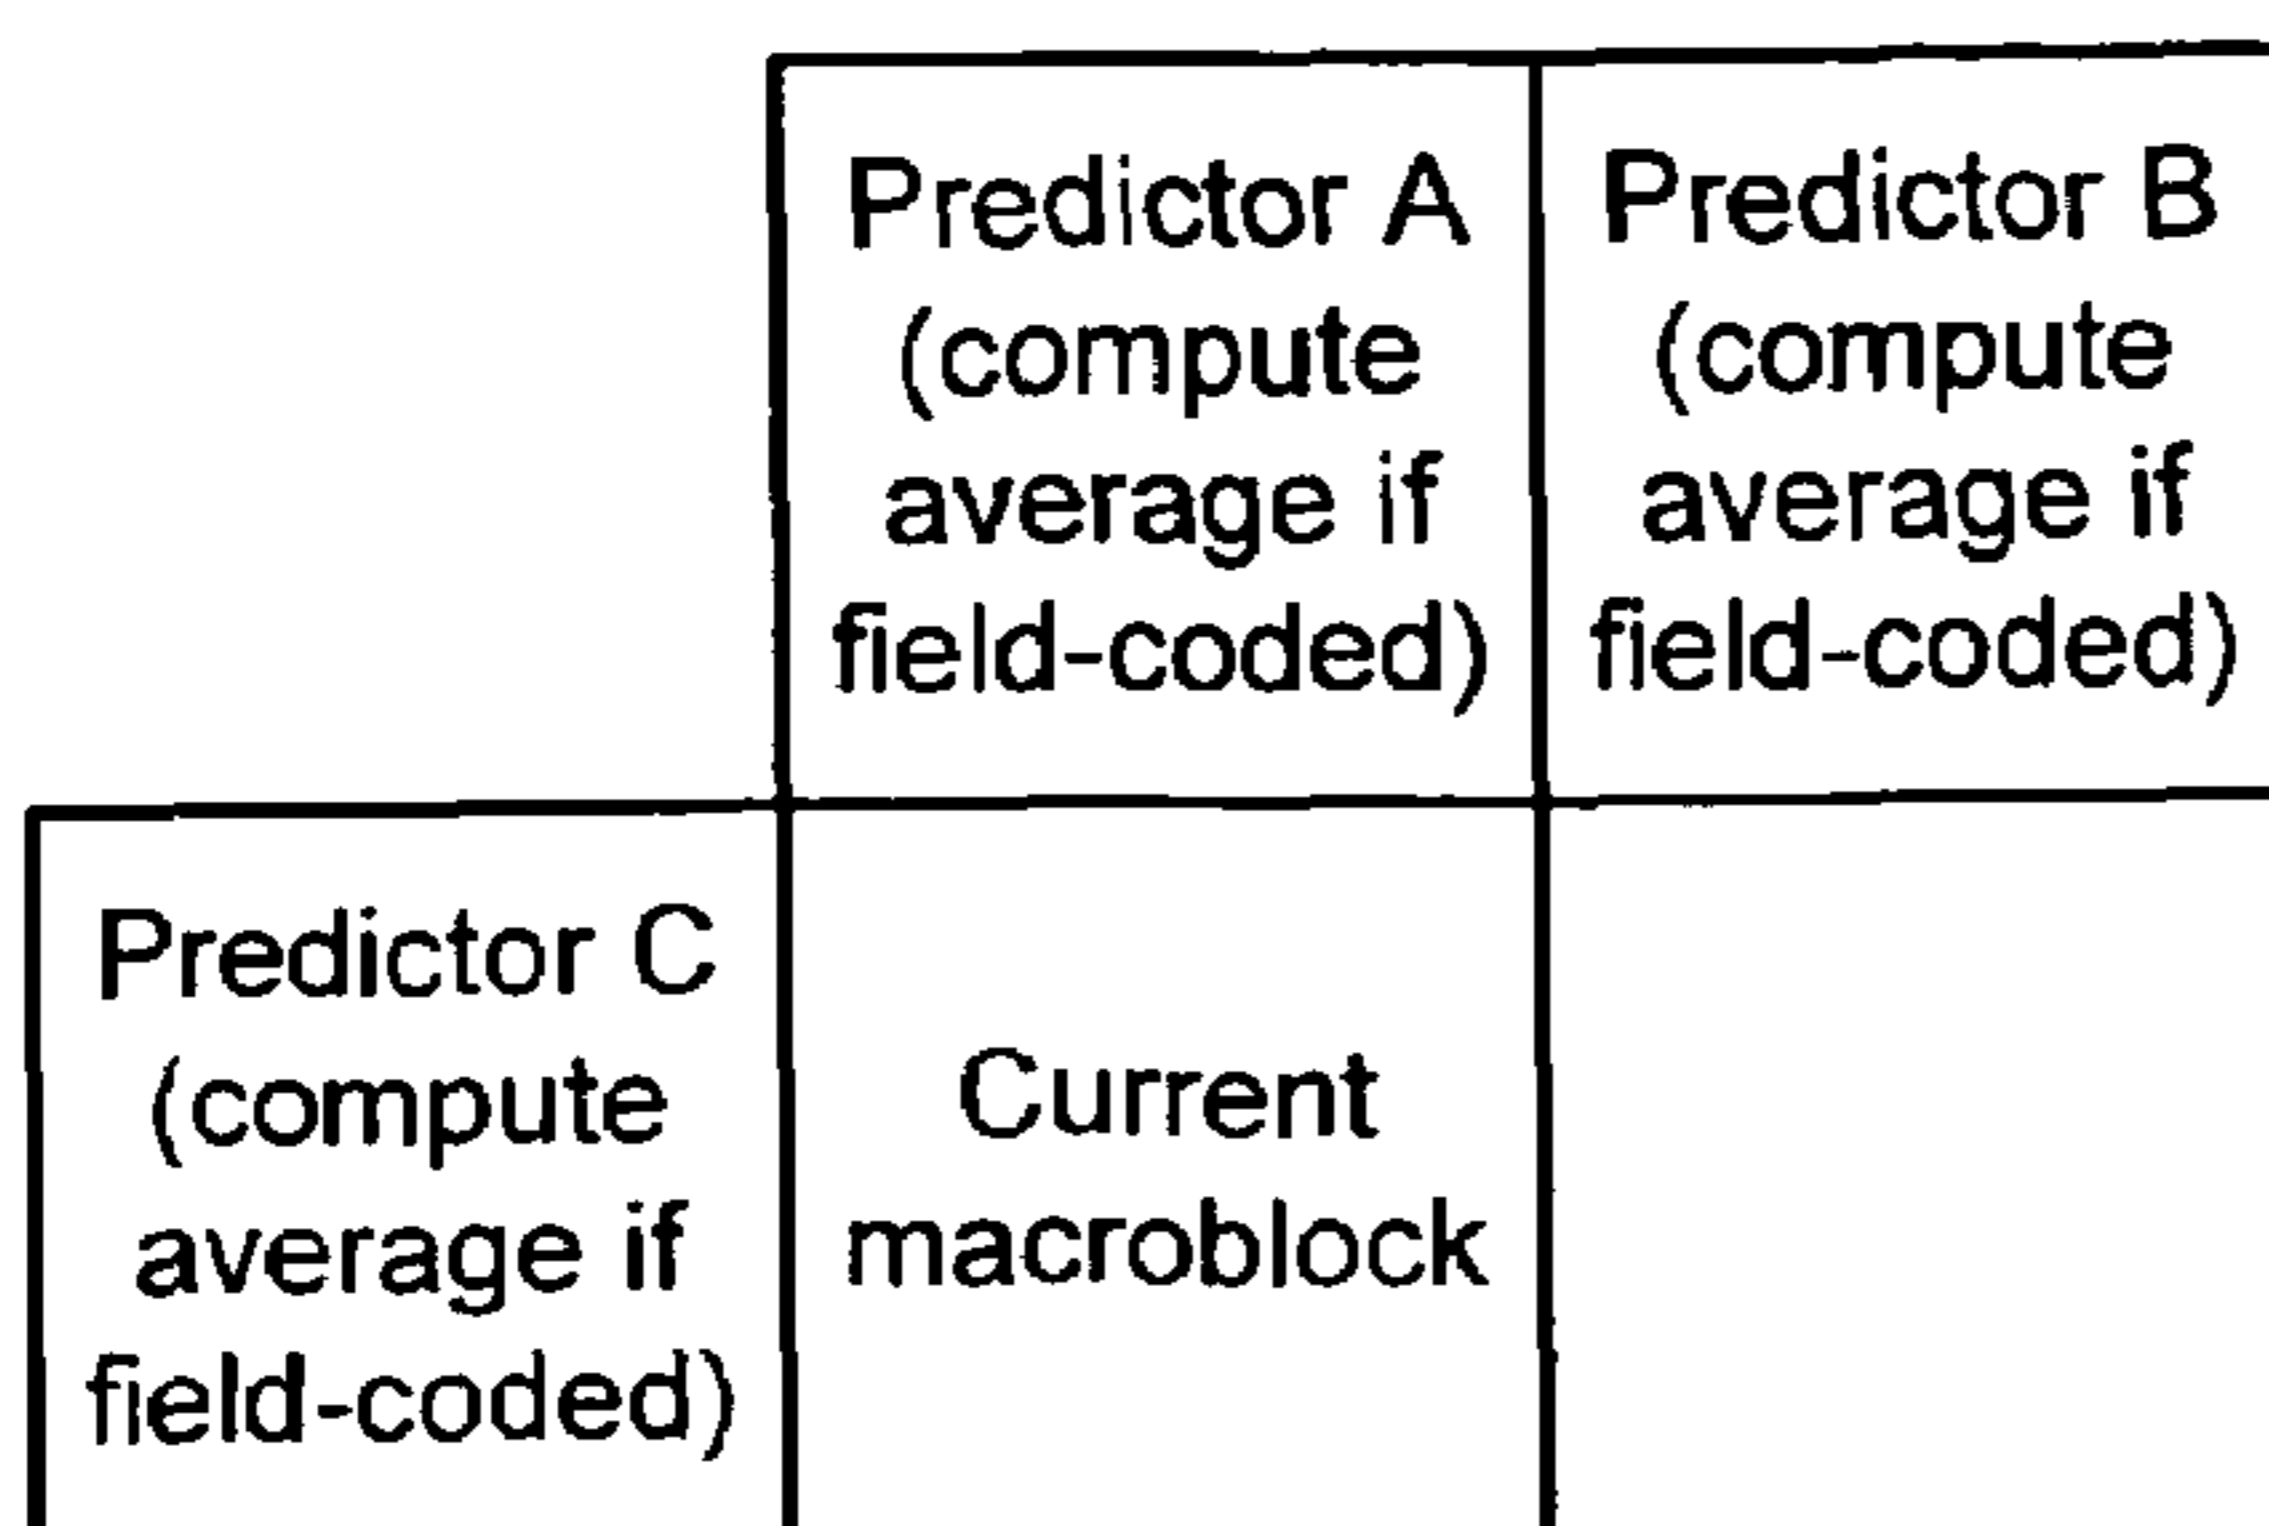 Predictor A
(compute
average if
field-coded)
Predictor B
(compute
average if
field-coded)
Predictor C
(compute
average if
field-coded)
Current
macroblock